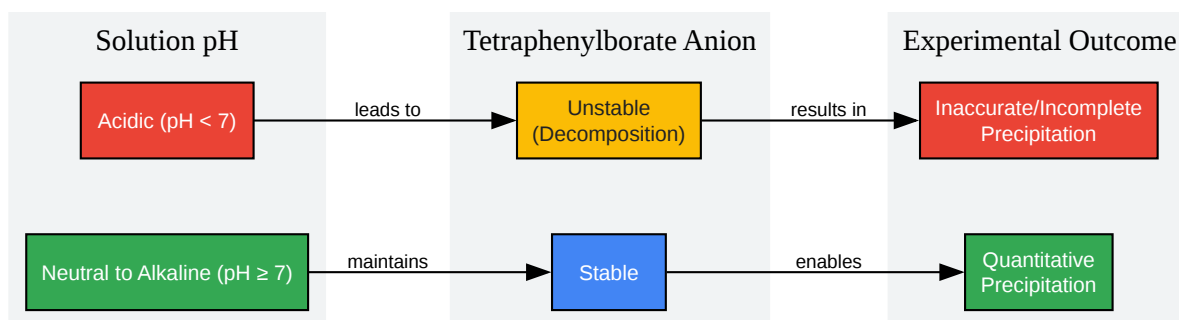 Solution pH
Tetraphenylborate Anion
Experimental Outcome
Acidic (pH < 7)
leads to
Unstable
(Decomposition)
results in
Inaccurate/Incomplete
Precipitation
Neutral to Alkaline (pH ≥ 7)
maintains
Stable
enables
Quantitative
Precipitation